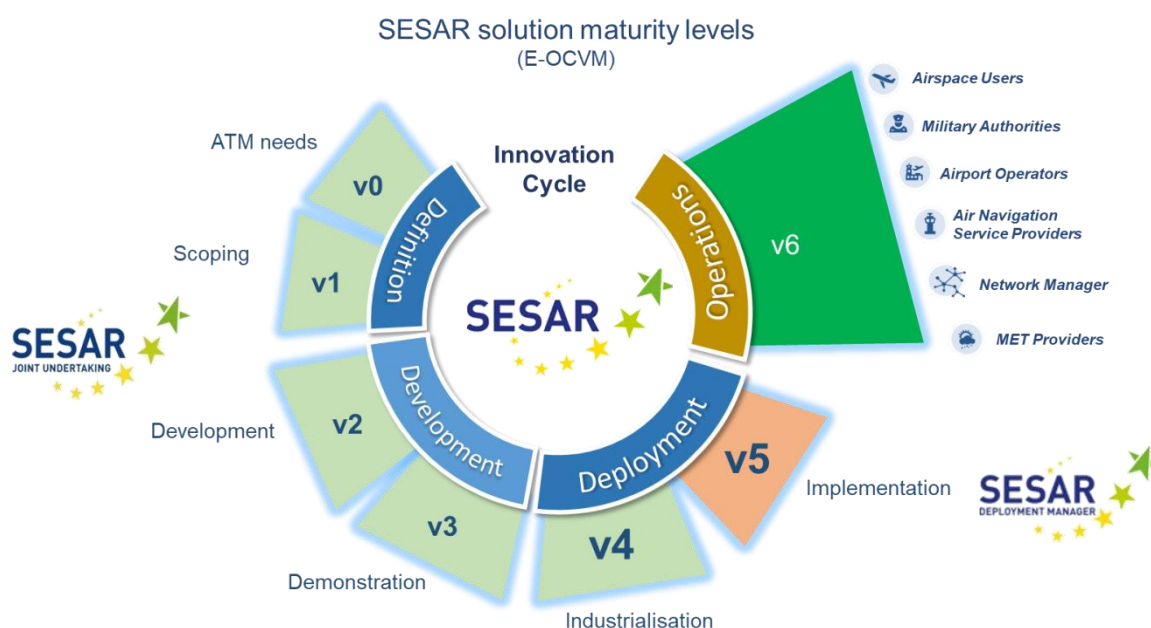 SESAR solution maturity levels
(E-OCVM)
ATM needs
v0
Scoping
v1
Definition
Innovation
Cycle
SESAR
SESAR
JOINT UNDERTAKING
Development
v2
Development
v3
Demonstration
Deployment
v4
Industrialisation
v5
Implementation
SESAR
DEPLOYMENT MANAGER
Operations
v6
Airspace Users
Military Authorities
Airport Operators
Air Navigation
Service Providers
Network Manager
MET Providers